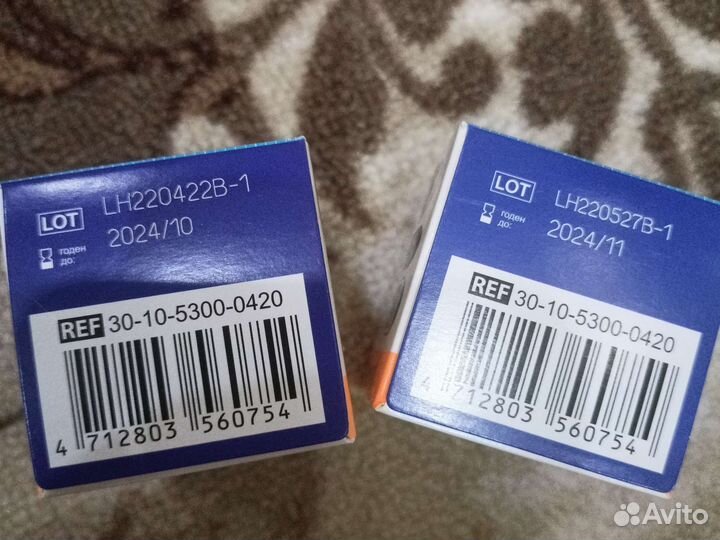 LOT LH220422B-1
годен до: 2024/10
REF 30-10-5300-0420
4 712803 560754
LOT LH220527B-1
годен до: 2024/11
REF 30-10-5300-0420
4 712803 560754
Avito